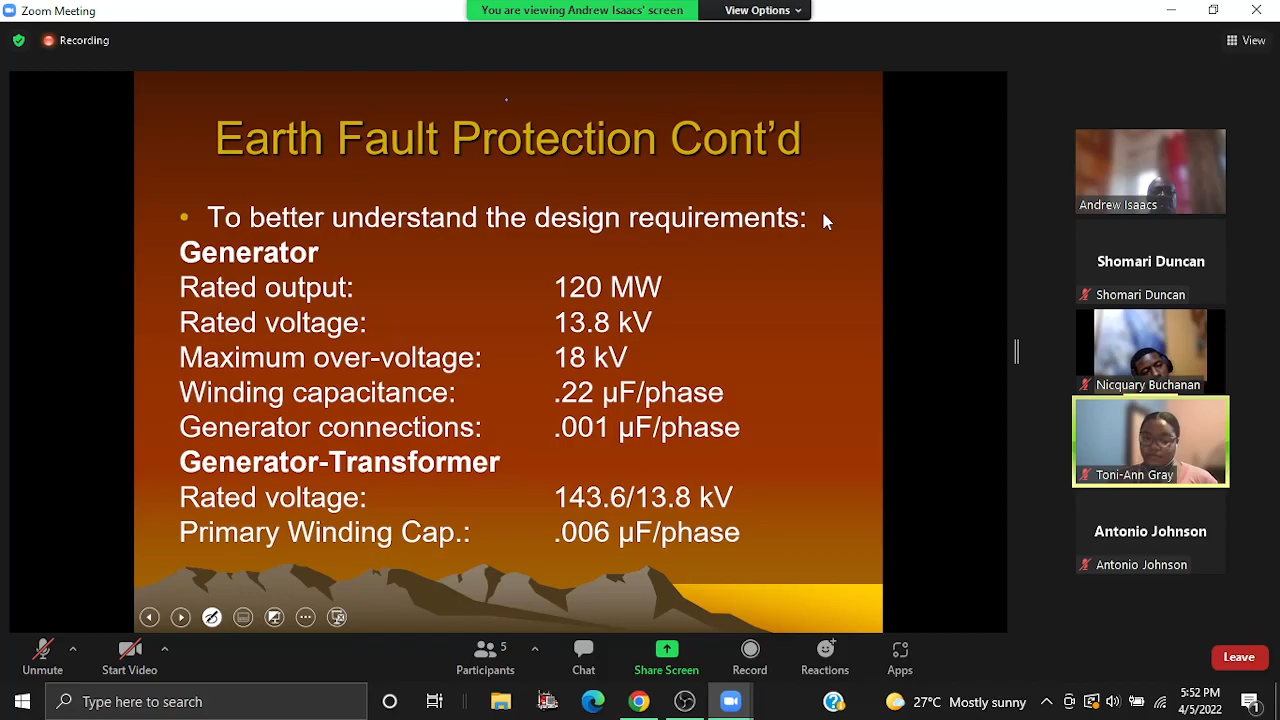 Zoom Meeting
You are viewing Andrew Isaacs' screen
View Options
Recording
View
Earth Fault Protection Cont'd
• To better understand the design requirements:
Generator
Rated output: 120 MW
Rated voltage: 13.8 kV
Maximum over-voltage: 18 kV
Winding capacitance: .22 µF/phase
Generator connections: .001 µF/phase
Generator-Transformer
Rated voltage: 143.6/13.8 kV
Primary Winding Cap.: .006 µF/phase
Andrew Isaacs
Shomari Duncan
Shomari Duncan
Nicquary Buchanan
Toni-Ann Gray
Antonio Johnson
Antonio Johnson
Unmute
Start Video
5
Participants
Chat
Share Screen
Record
Reactions
Apps
Leave
Type here to search
27°C Mostly sunny
5:52 PM
4/5/2022
1